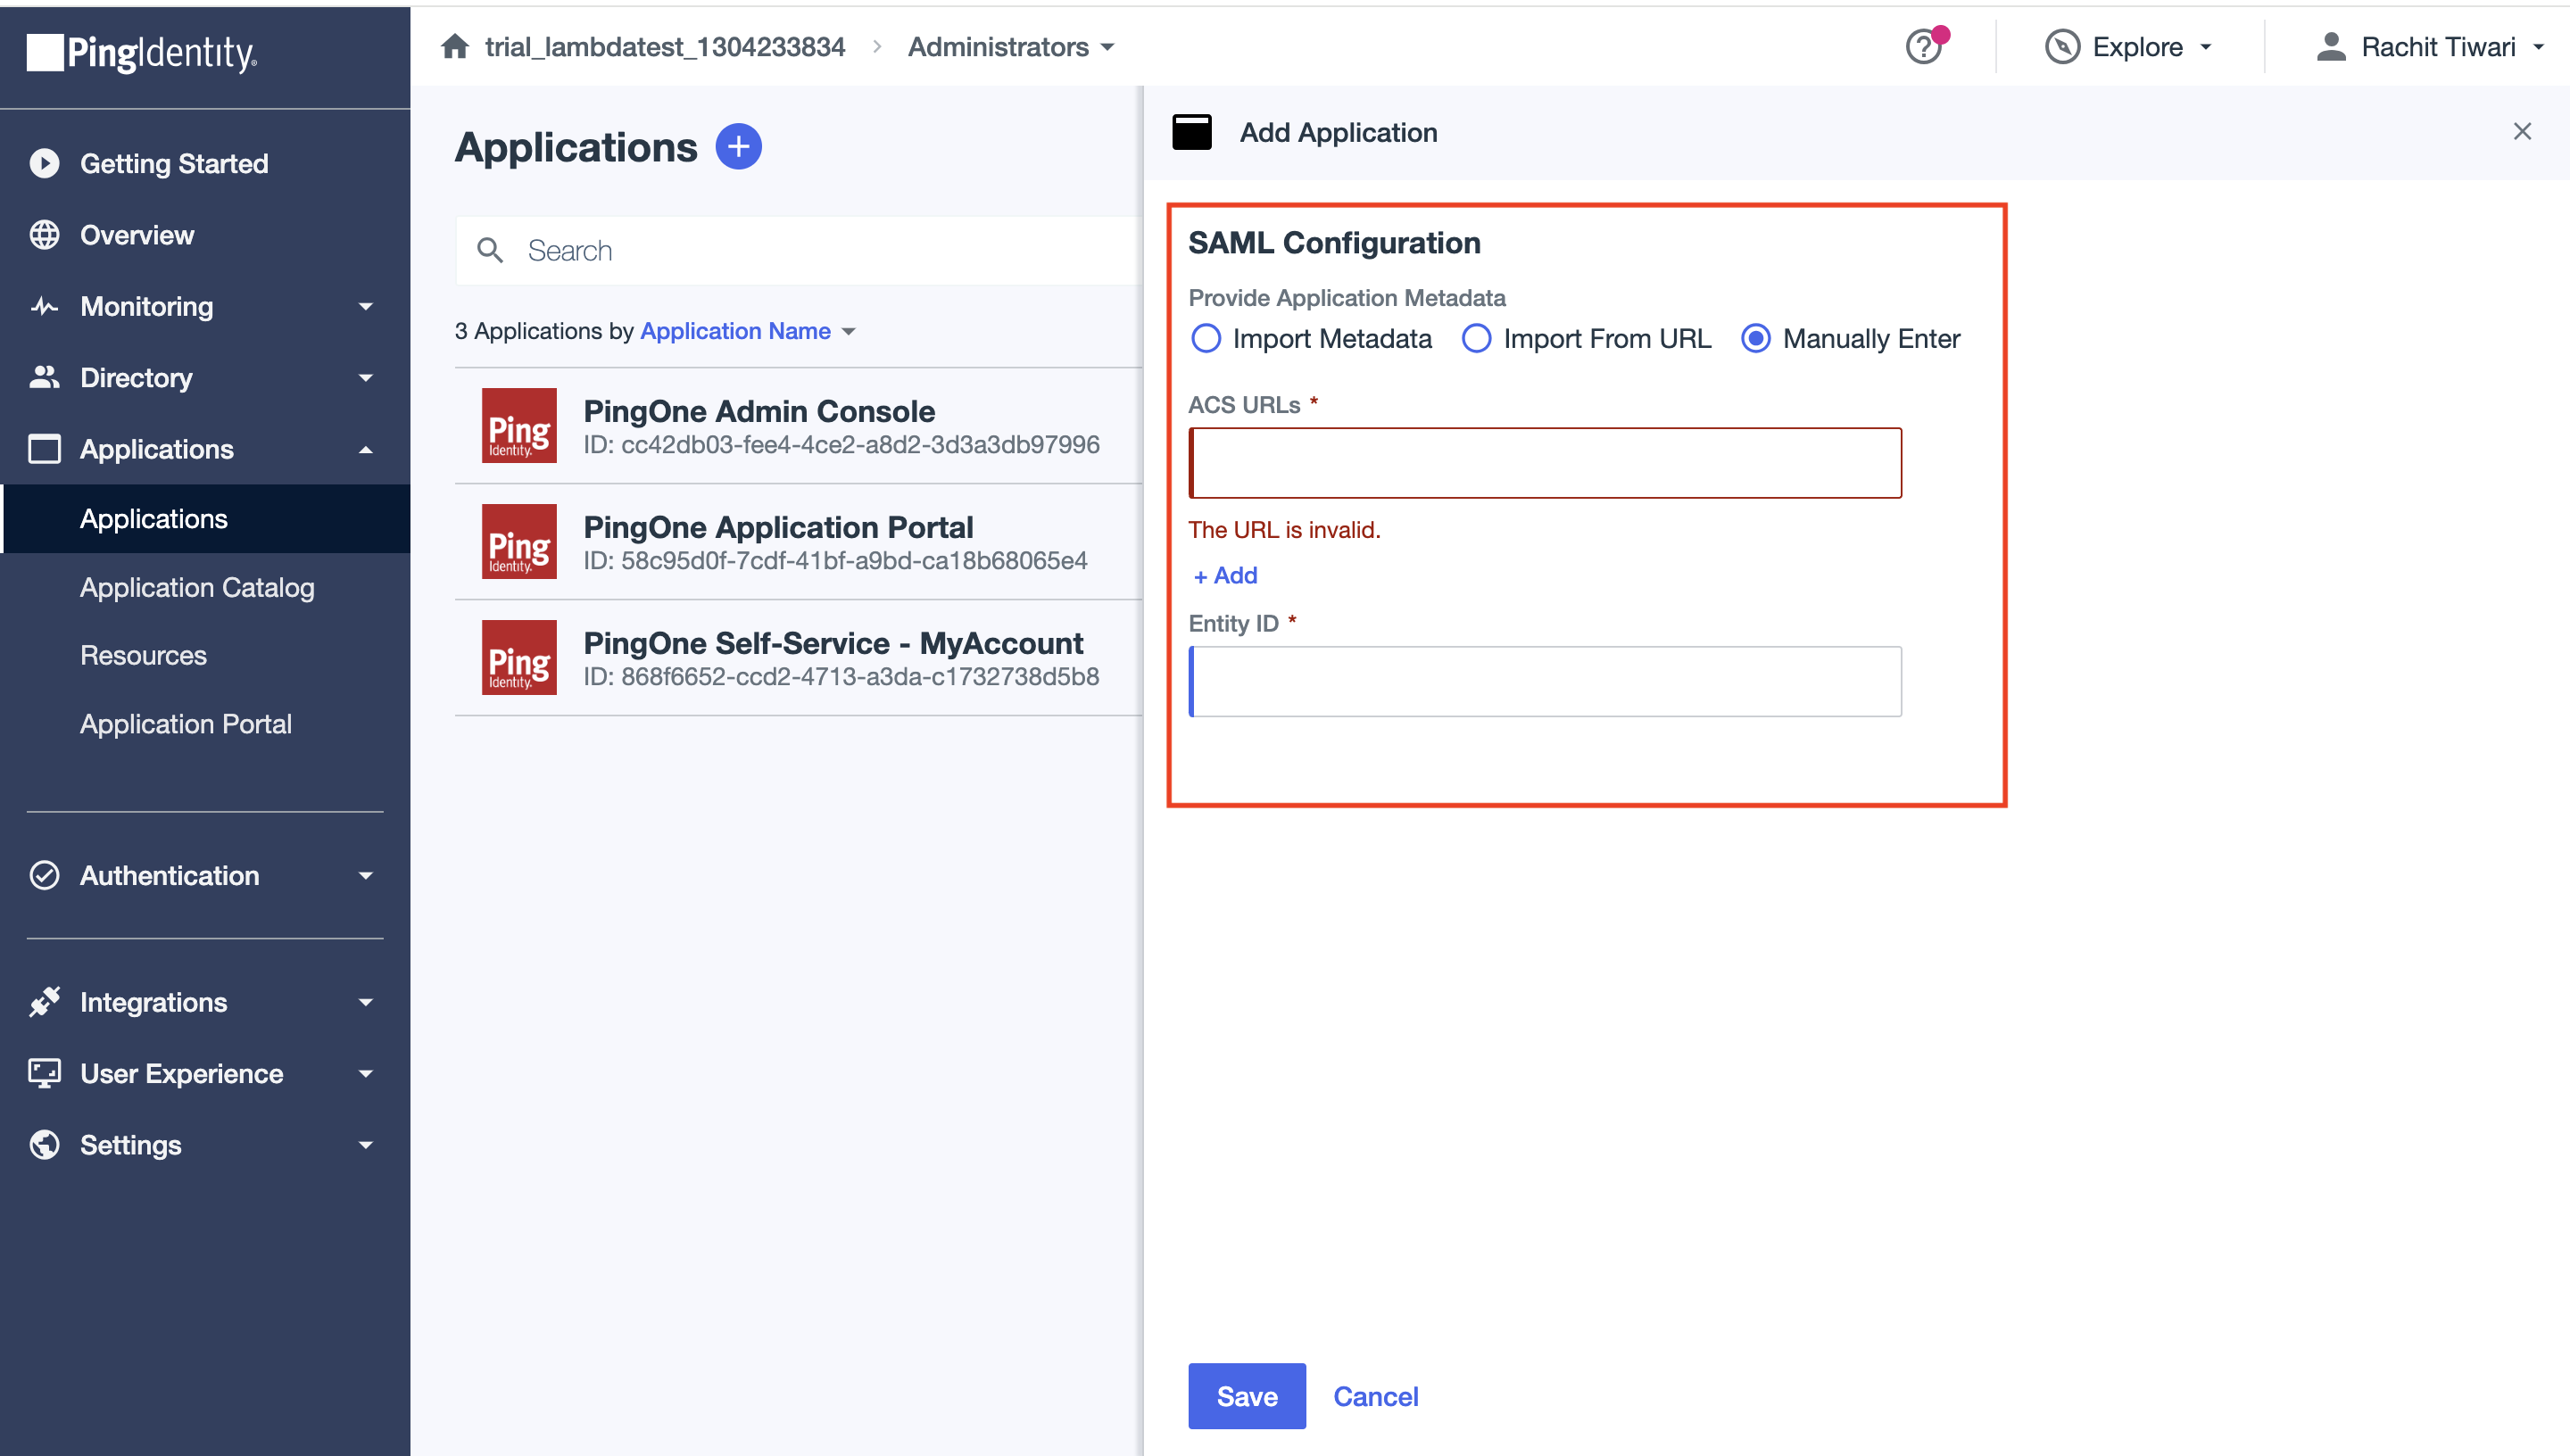 PingIdentity®
trial_lambdatest_1304233834 > Administrators
Explore
Rachit Tiwari
Getting Started
Overview
Monitoring
Directory
Applications
Applications
Application Catalog
Resources
Application Portal
Authentication
Integrations
User Experience
Settings
Applications +
Search
3 Applications by Application Name
Ping
Identity.
PingOne Admin Console
ID: cc42db03-fee4-4ce2-a8d2-3d3a3db97996
Ping
Identity.
PingOne Application Portal
ID: 58c95d0f-7cdf-41bf-a9bd-ca18b68065e4
Ping
Identity.
PingOne Self-Service - MyAccount
ID: 868f6652-ccd2-4713-a3da-c1732738d5b8
Add Application
SAML Configuration
Provide Application Metadata
Import Metadata Import From URL Manually Enter
ACS URLs *
The URL is invalid.
+ Add
Entity ID *
Save Cancel